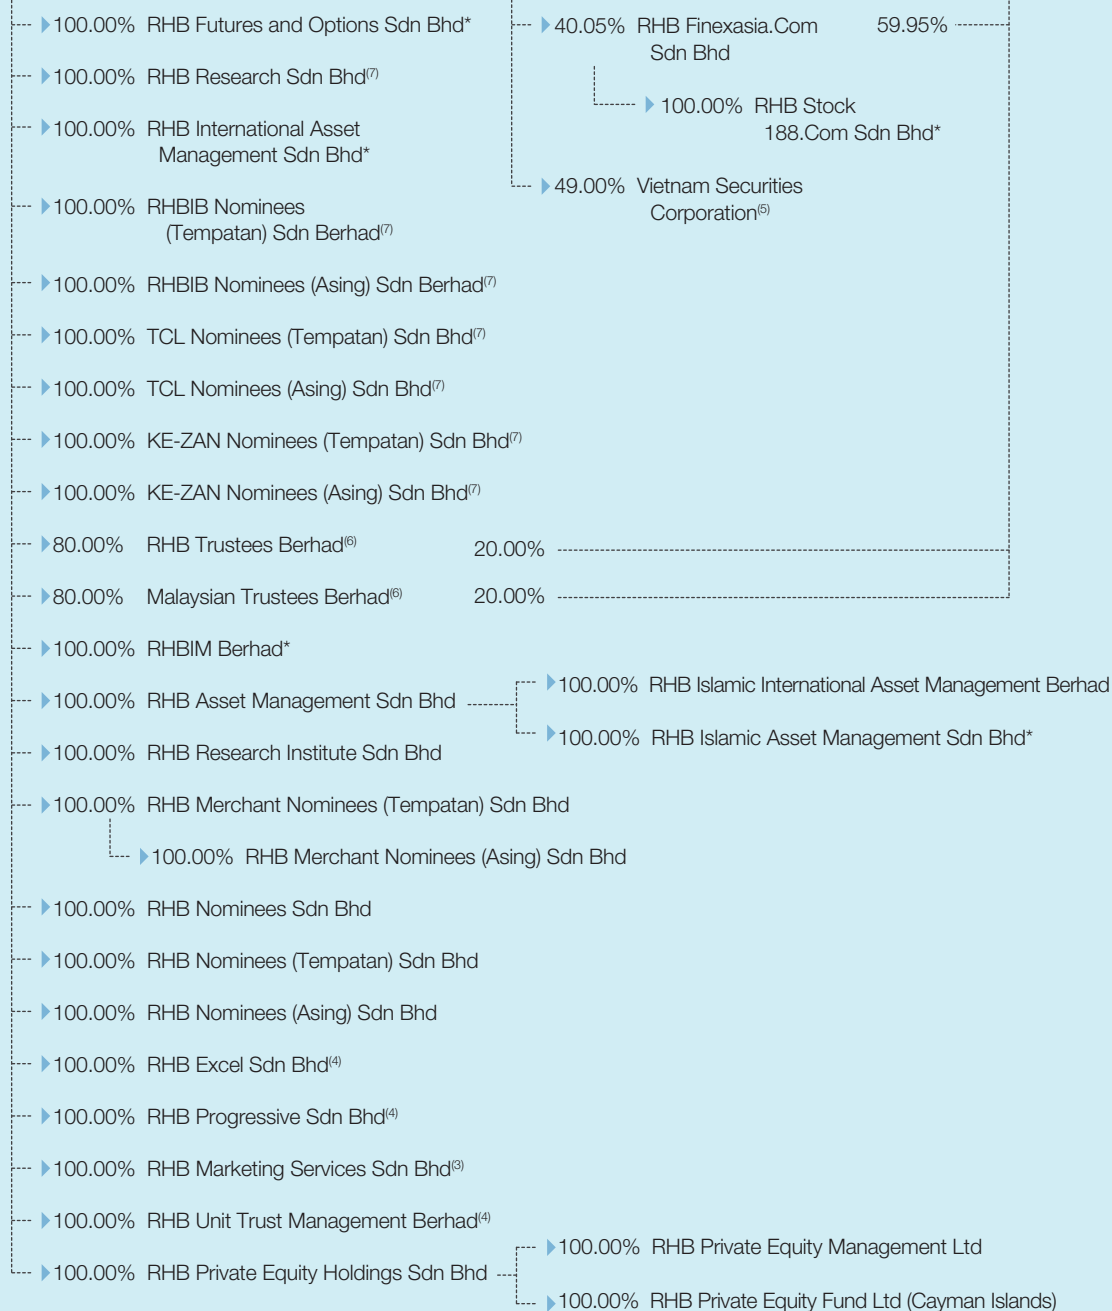 100.00% RHB Futures and Options Sdn Bhd*
40.05% RHB Finexasia.Com 59.95%
Sdn Bhd
100.00% RHB Research Sdn Bhd(7)
100.00% RHB Stock
188.Com Sdn Bhd*
100.00% RHB International Asset
Management Sdn Bhd*
49.00% Vietnam Securities
Corporation(5)
100.00% RHBIB Nominees
(Tempatan) Sdn Berhad(7)
100.00% RHBIB Nominees (Asing) Sdn Berhad(7)
100.00% TCL Nominees (Tempatan) Sdn Bhd(7)
100.00% TCL Nominees (Asing) Sdn Bhd(7)
100.00% KE-ZAN Nominees (Tempatan) Sdn Bhd(7)
100.00% KE-ZAN Nominees (Asing) Sdn Bhd(7)
80.00% RHB Trustees Berhad(6) 20.00%
80.00% Malaysian Trustees Berhad(6) 20.00%
100.00% RHBIM Berhad*
100.00% RHB Asset Management Sdn Bhd
100.00% RHB Islamic International Asset Management Berhad
100.00% RHB Islamic Asset Management Sdn Bhd*
100.00% RHB Research Institute Sdn Bhd
100.00% RHB Merchant Nominees (Tempatan) Sdn Bhd
100.00% RHB Merchant Nominees (Asing) Sdn Bhd
100.00% RHB Nominees Sdn Bhd
100.00% RHB Nominees (Tempatan) Sdn Bhd
100.00% RHB Nominees (Asing) Sdn Bhd
100.00% RHB Excel Sdn Bhd(4)
100.00% RHB Progressive Sdn Bhd(4)
100.00% RHB Marketing Services Sdn Bhd(3)
100.00% RHB Unit Trust Management Berhad(4)
100.00% RHB Private Equity Holdings Sdn Bhd
100.00% RHB Private Equity Management Ltd
100.00% RHB Private Equity Fund Ltd (Cayman Islands)